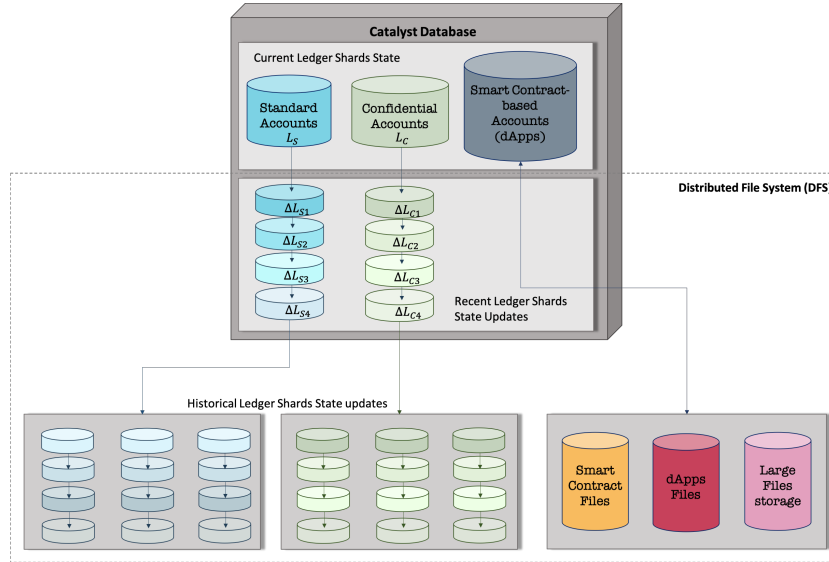 Catalyst Database
Current Ledger Shards State
Standard
Accounts
L_S
Confidential
Accounts
L_C
Smart Contract-
based
Accounts
(dApps)
Distributed File System (DFS)
ΔL_S1
ΔL_S2
ΔL_S3
ΔL_S4
ΔL_C1
ΔL_C2
ΔL_C3
ΔL_C4
Recent Ledger Shards
State Updates
Historical Ledger Shards State updates
Smart
Contract
Files
dApps
Files
Large
Files
storage